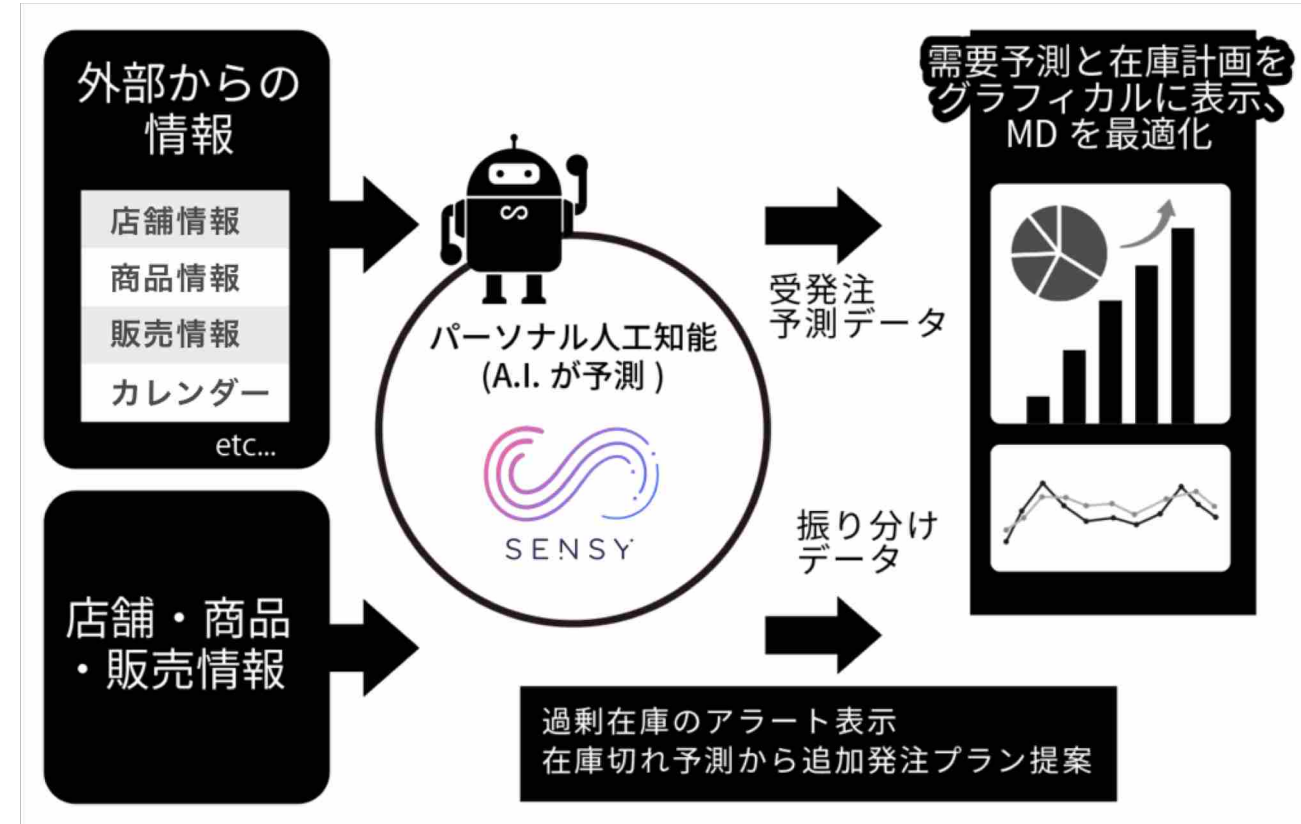 外部からの
情報
店舗情報
商品情報
販売情報
カレンダー
etc...
店舗・商品
・販売情報
パーソナル人工知能
(A.I. が予測 )
SENSY
受発注
予測データ
振り分け
データ
需要予測と在庫計画を
グラフィカルに表示、
MD を最適化
過剰在庫のアラート表示
在庫切れ予測から追加発注プラン提案